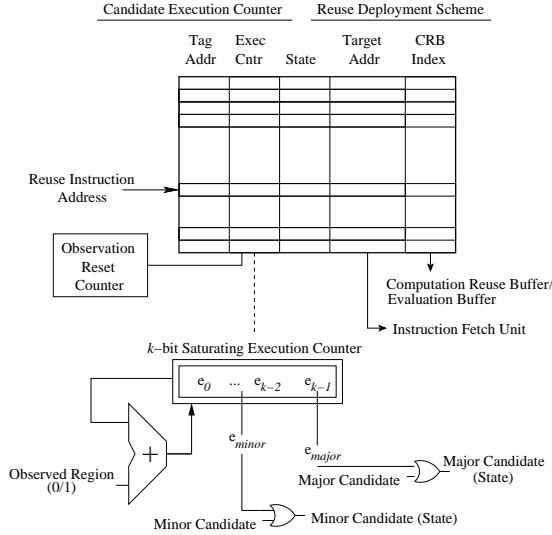 Candidate Execution Counter
Reuse Deployment Scheme
Tag Addr
Exec Cntr
State
Target Addr
CRB Index
Reuse Instruction
Address
Observation
Reset
Counter
Computation Reuse Buffer/
Evaluation Buffer
Instruction Fetch Unit
k−bit Saturating Execution Counter
e0 ... ek−2 ek−1
eminor
emajor
+
Observed Region
(0/1)
Major Candidate
Major Candidate
(State)
Minor Candidate
Minor Candidate (State)